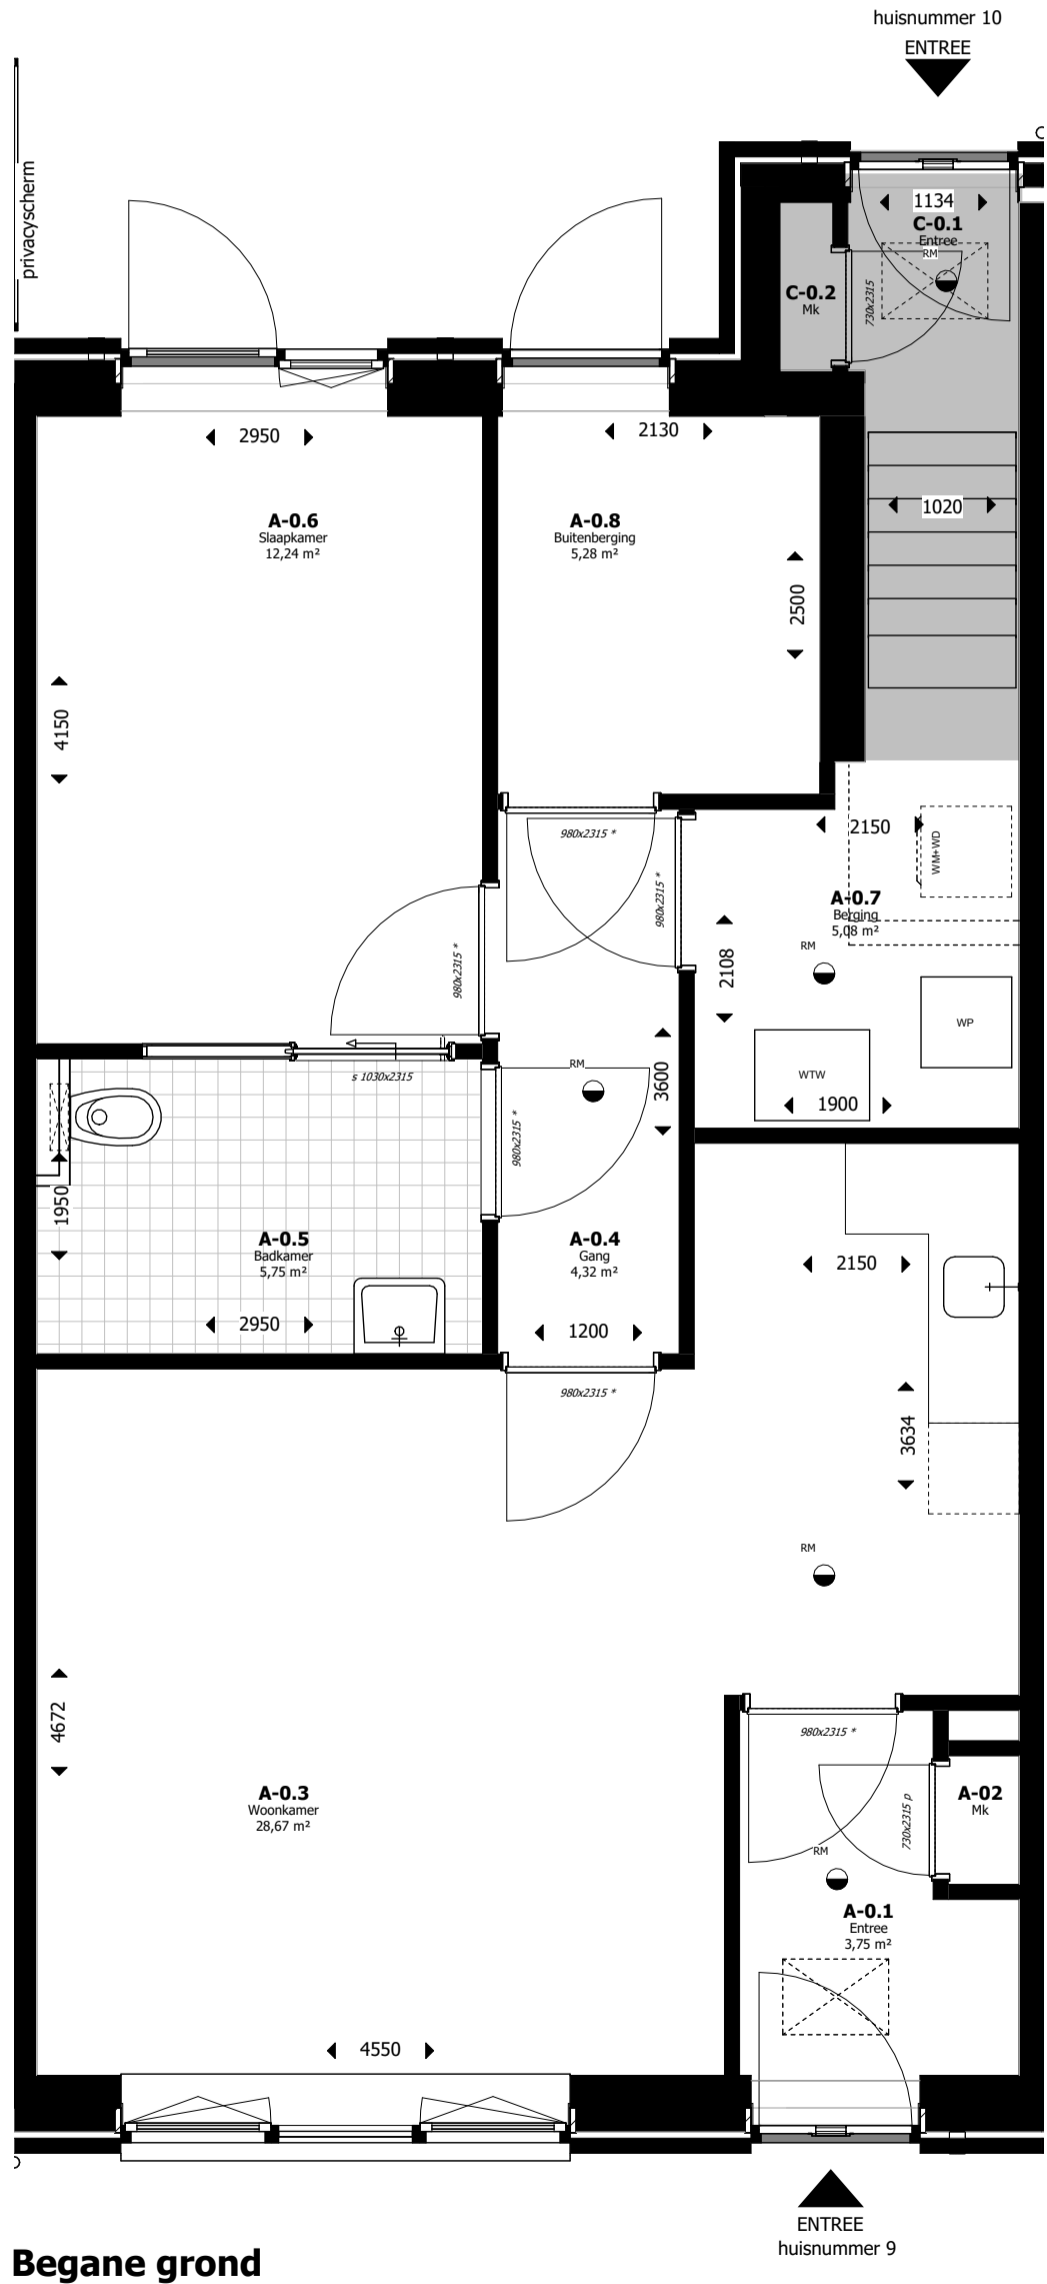 huisnummer 10
ENTREE
privacyscherm
1134
C-0.1
Entree
RM
C-0.2
Mk
730x2315
2950
2130
1020
A-0.6
Slaapkamer
12,24 m²
A-0.8
Buitenberging
5,28 m²
2500
4150
980x2315 *
2150
WM+WD
A-0.7
Berging
5,08 m²
980x2315 *
RM
980x2315 *
2108
WP
RM
3600
WTW
1900
s 1030x2315
980x2315 *
1950
A-0.5
Badkamer
5,75 m²
A-0.4
Gang
4,32 m²
2150
2950
1200
980x2315 *
3634
RM
4672
980x2315 *
A-0.3
Woonkamer
28,67 m²
A-02
Mk
730x2315 p
RM
A-0.1
Entree
3,75 m²
4550
ENTREE
huisnummer 9
Begane grond